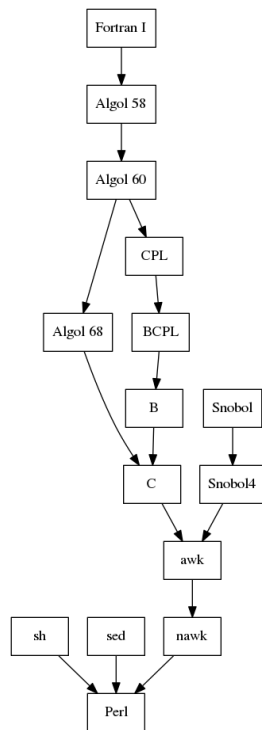 Fortran I
Algol 58
Algol 60
CPL
Algol 68
BCPL
B
Snobol
C
Snobol4
awk
sh
sed
nawk
Perl